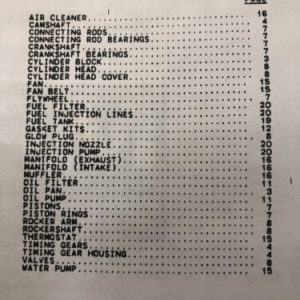 PAGE
AIR CLEANER 16
CAMSHAFT 4
CONNECTING RODS 7
CONNECTING ROD BEARINGS 7
CRANKSHAFT 7
CRANKSHAFT BEARINGS 7
CYLINDER BLOCK 3
CYLINDER HEAD 8
CYLINDER HEAD COVER 8
FAN 15
FAN BELT 15
FLYWHEEL 7
FUEL FILTER 20
FUEL INJECTION LINES 20
FUEL TANK 19
GASKET KITS 12
GLOW PLUG 8
INJECTION NOZZLE 20
INJECTION PUMP 20
MANIFOLD (EXHAUST) 16
MANIFOLD (INTAKE) 16
MUFFLER 16
OIL FILTER 11
OIL PAN 3
OIL PUMP 11
PISTONS 7
PISTON RINGS 7
ROCKER ARM 8
ROCKERSHAFT 8
THERMOSTAT 15
TIMING GEARS 4
TIMING GEAR HOUSING 4
VALVES 8
WATER PUMP 15